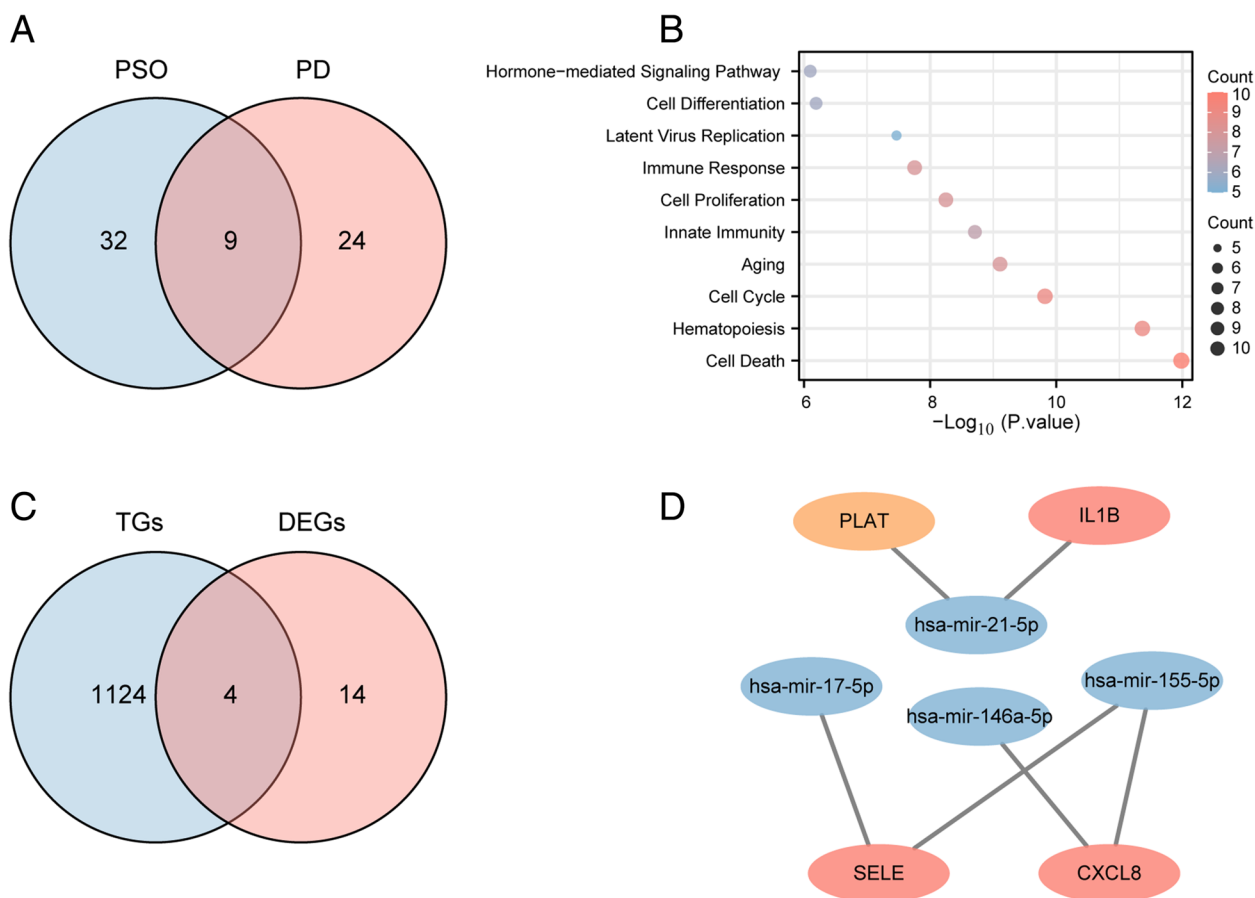 A
PSO
PD
32
9
24
B
Hormone−mediated Signaling Pathway
Cell Differentiation
Latent Virus Replication
Immune Response
Cell Proliferation
Innate Immunity
Aging
Cell Cycle
Hematopoiesis
Cell Death
6
8
10
12
−Log10 (P.value)
Count
10
9
8
7
6
5
Count
5
6
7
8
9
10
C
TGs
DEGs
1124
4
14
D
PLAT
IL1B
hsa-mir-21-5p
hsa-mir-17-5p
hsa-mir-155-5p
hsa-mir-146a-5p
SELE
CXCL8